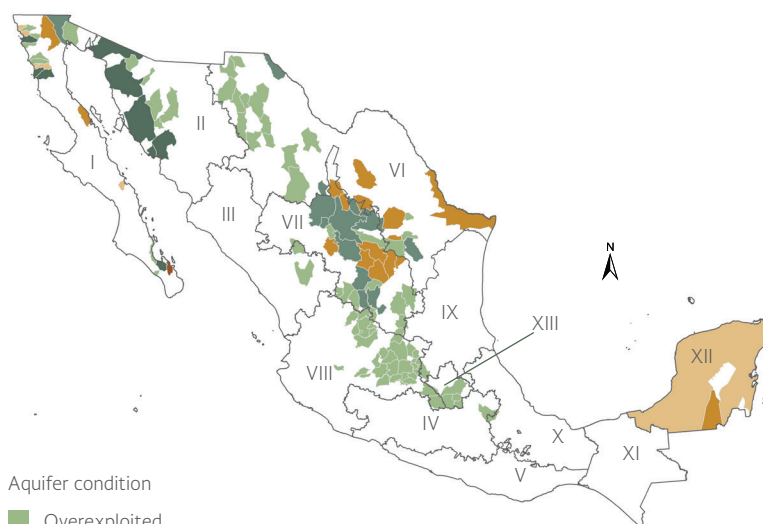 N
I
II
III
VI
VII
IX
XIII
VIII
XII
IV
X
XI
V
Aquifer condition
Overexploited